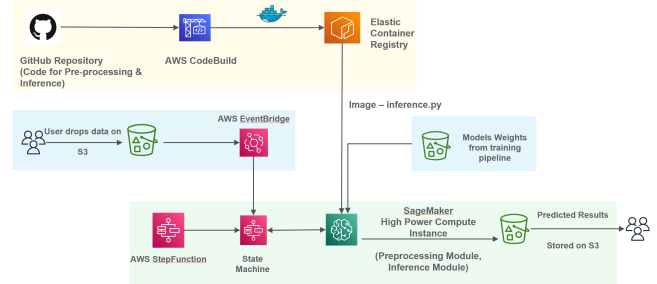 GitHub Repository
(Code for Pre-processing &
Inference)
AWS CodeBuild
Elastic
Container
Registry
Image – inference.py
User drops data on
S3
AWS EventBridge
Models Weights
from training
pipeline
AWS StepFunction
State
Machine
SageMaker
High Power Compute
Instance
(Preprocessing Module,
Inference Module)
Predicted Results
Stored on S3